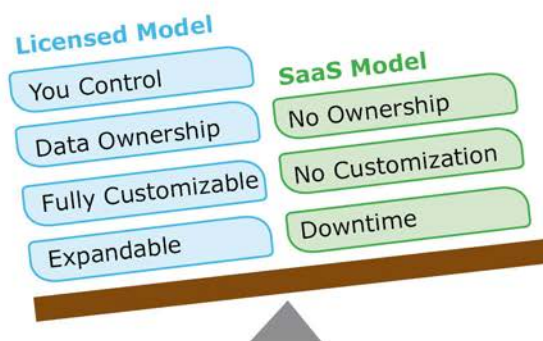 Licensed Model
You Control
Data Ownership
Fully Customizable
Expandable
SaaS Model
No Ownership
No Customization
Downtime